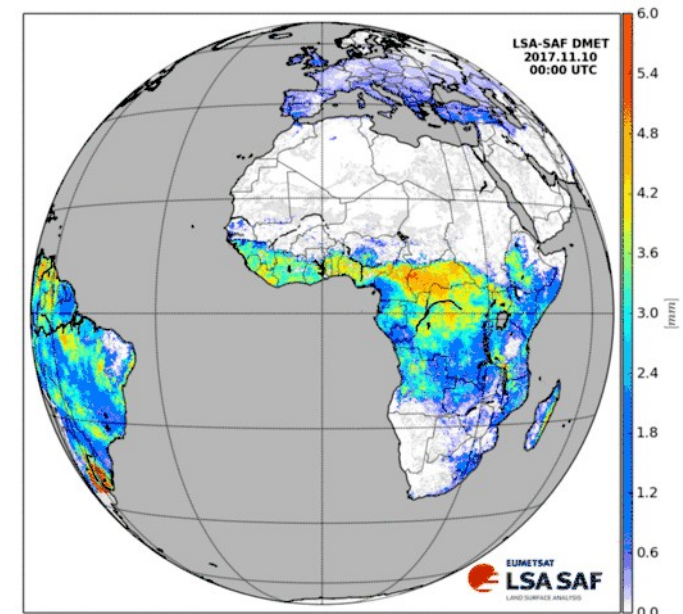 LSA-SAF DMET
2017.11.10
00:00 UTC
6.0
5.4
4.8
4.2
3.6
3.0
[mm]
2.4
1.8
1.2
0.6
0.0
EUMETSAT
LSA SAF
LAND SURFACE ANALYSIS